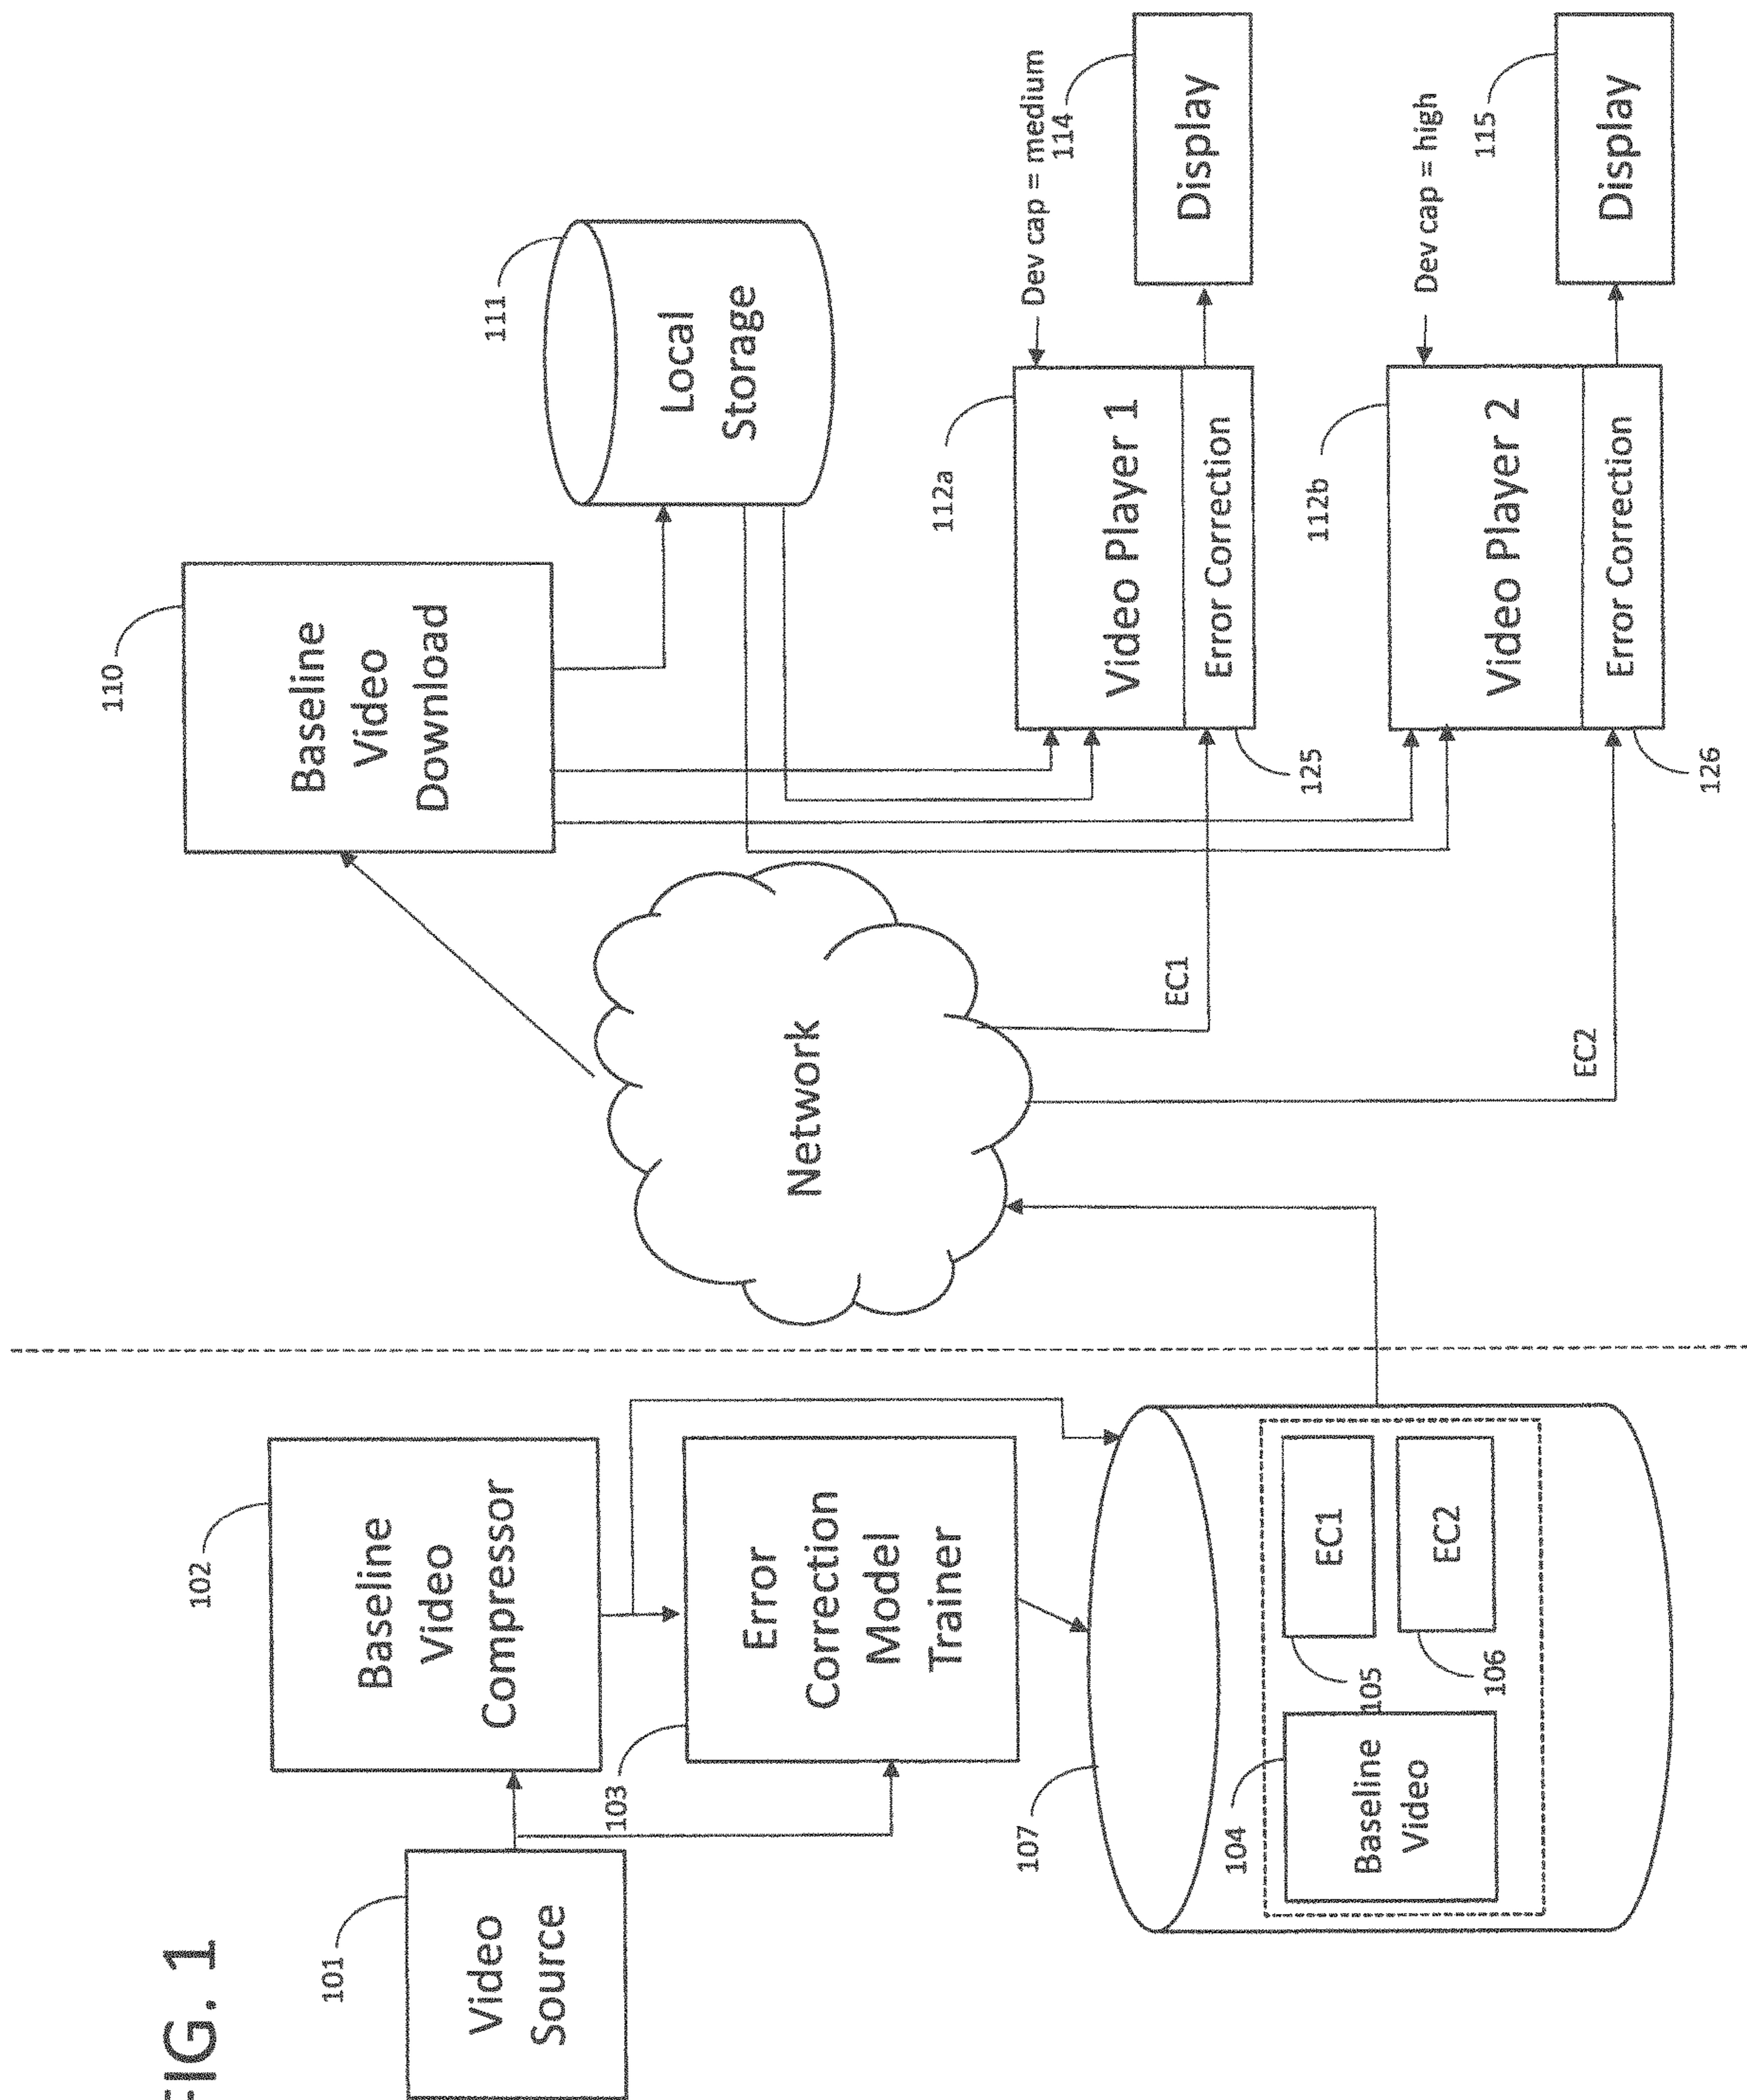 FIG. 1
101
Video
Source
102
Baseline
Video
Compressor
103
Error
Correction
Model
Trainer
107
104
Baseline
Video
105
EC1
106
EC2
Network
110
Baseline
Video
Download
111
Local
Storage
EC1
EC2
112a
Video Player 1
Error Correction
125
Dev cap = medium
114
Display
112b
Video Player 2
Error Correction
126
Dev cap = high
115
Display